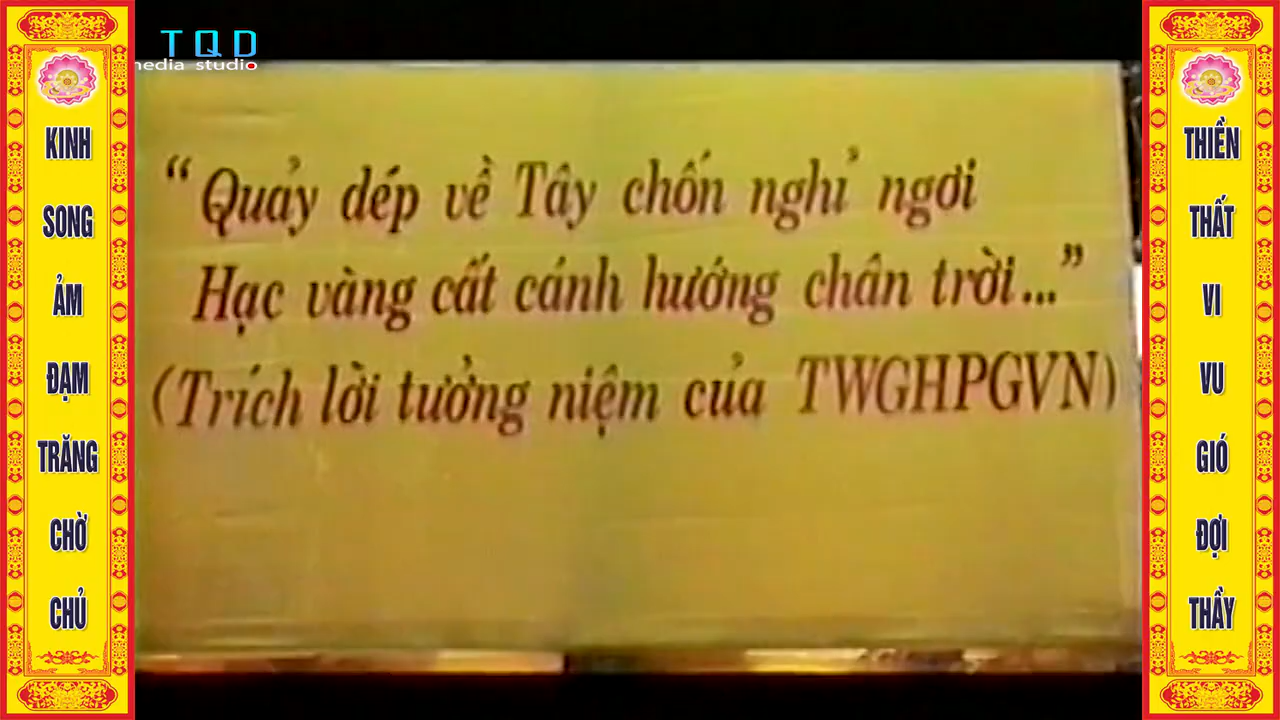 TQD
media studio
KINH
SONG
ẢM
ĐẠM
TRĂNG
CHỜ
CHỦ
“Quảy dép về Tây chốn nghỉ ngơi
Hạc vàng cất cánh hướng chân trời...”
(Trích lời tưởng niệm của TWGHPGVN)
THIỀN
THẤT
VI
VU
GIÓ
ĐỢI
THẦY